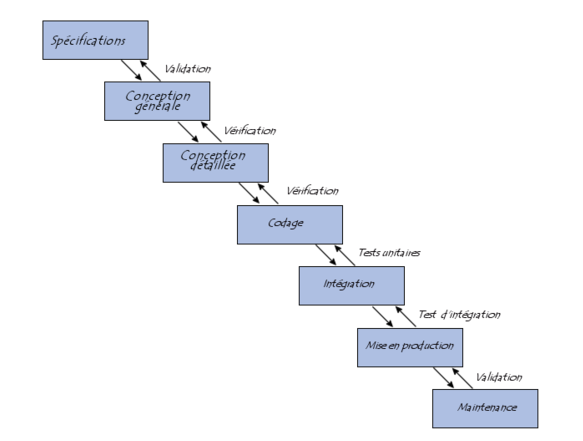 Spécifications
Validation
Conception
générale
Vérification
Conception
détaillée
Vérification
Codage
Tests unitaires
Intégration
Test d'intégration
Mise en production
Validation
Maintenance